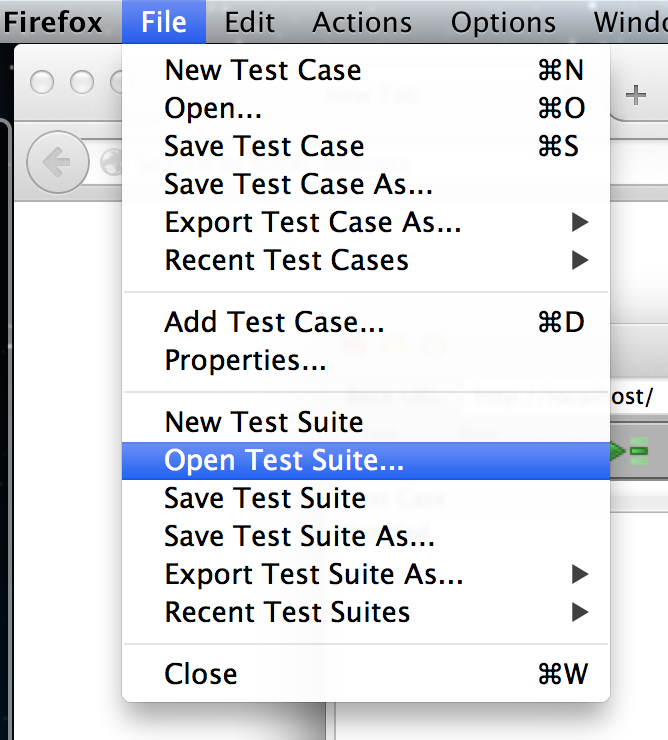 Firefox File Edit Actions Options Windo
New Test Case ⌘N
Open... ⌘O
Save Test Case ⌘S
Save Test Case As...
Export Test Case As... ▶
Recent Test Cases ▶
Add Test Case... ⌘D
Properties...
ost/
New Test Suite
Open Test Suite...
Save Test Suite
Save Test Suite As...
Export Test Suite As... ▶
Recent Test Suites ▶
Close ⌘W